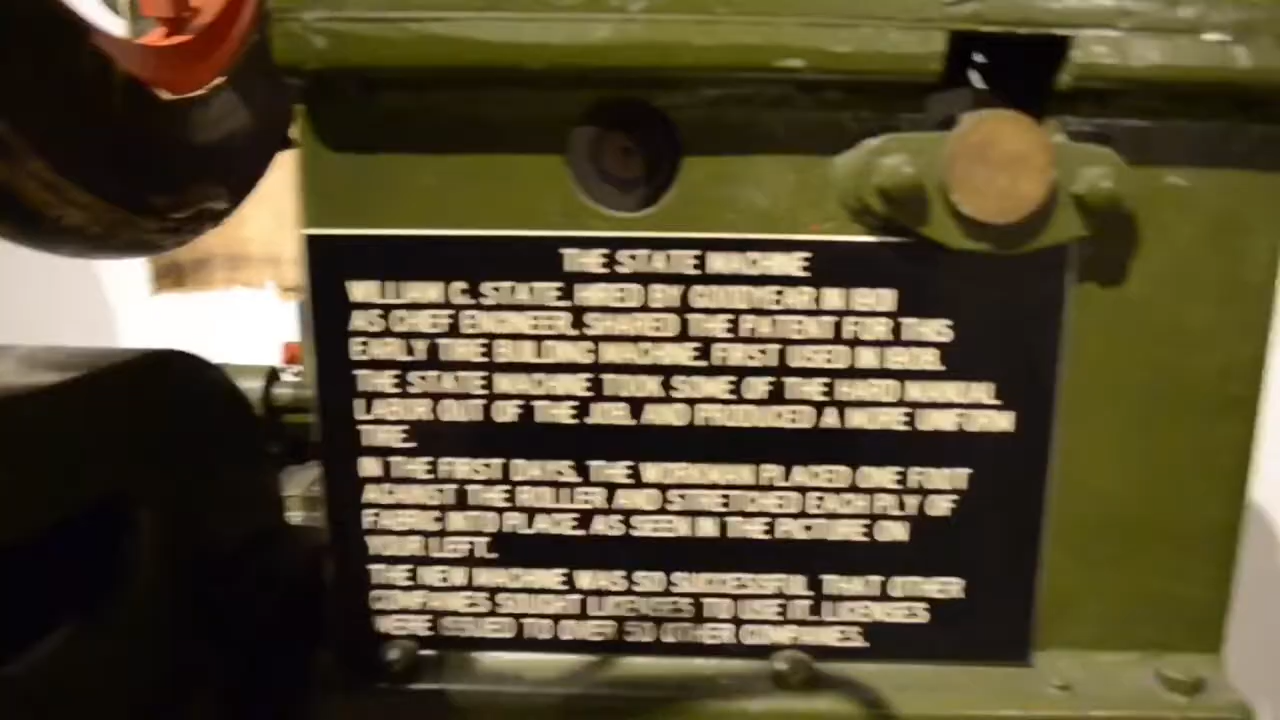 THE STATE MACHINE
WILLIAM C. STATE, HIRED BY GOODYEAR IN
AS CHIEF ENGINEER, SHARED THE PATENT FOR THIS
EARLY TIRE BUILDING MACHINE, FIRST USED IN
THE STATE MACHINE TOOK SOME OF THE HARD MANUAL
LABOR OUT OF THE JOB, AND PRODUCED A MORE UNIFORM
TIRE.
IN THE FIRST DAYS, THE WORKMAN PLACED ONE FOOT
AGAINST THE ROLLER AND STRETCHED EACH PLY OF
FABRIC INTO PLACE, AS SEEN IN THE PICTURE ON
YOUR LEFT.
THE NEW MACHINE WAS SO SUCCESSFUL THAT OTHER
COMPANIES SOUGHT LICENSES TO USE IT. LICENSES
WERE ISSUED TO OVER 50 OTHER COMPANIES.